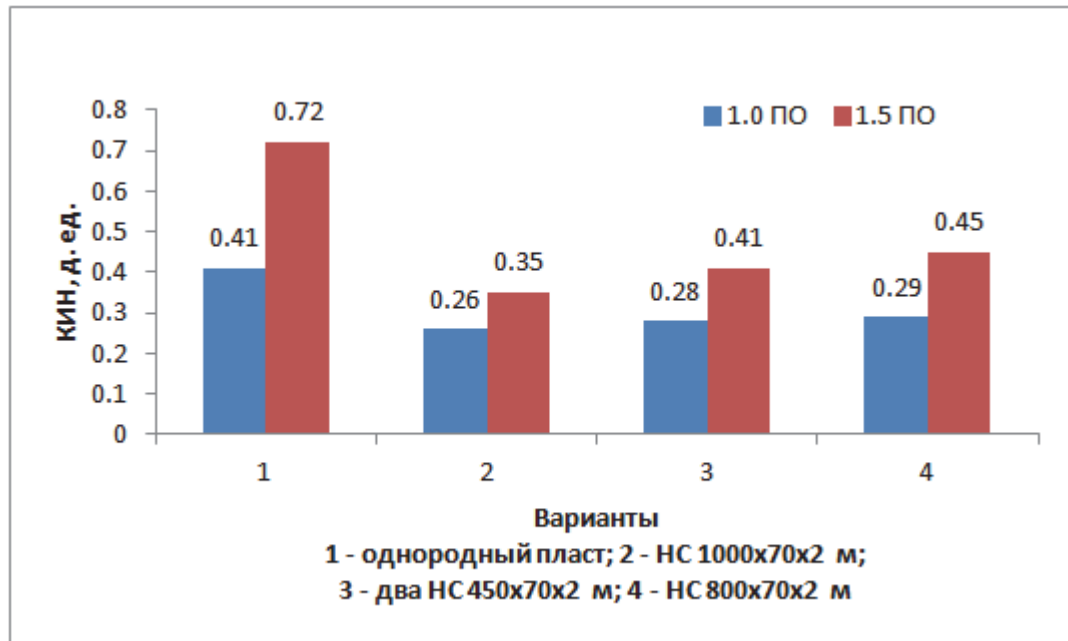 1.0 ПО 1.5 ПО
КИН, д. ед.
0.8
0.7
0.6
0.5
0.4
0.3
0.2
0.1
0
0.41 0.72
0.26 0.35
0.28 0.41
0.29 0.45
1 2 3 4
Варианты
1 - однородный пласт; 2 - НС 1000х70х2 м;
3 - два НС 450х70х2 м; 4 - НС 800х70х2 м